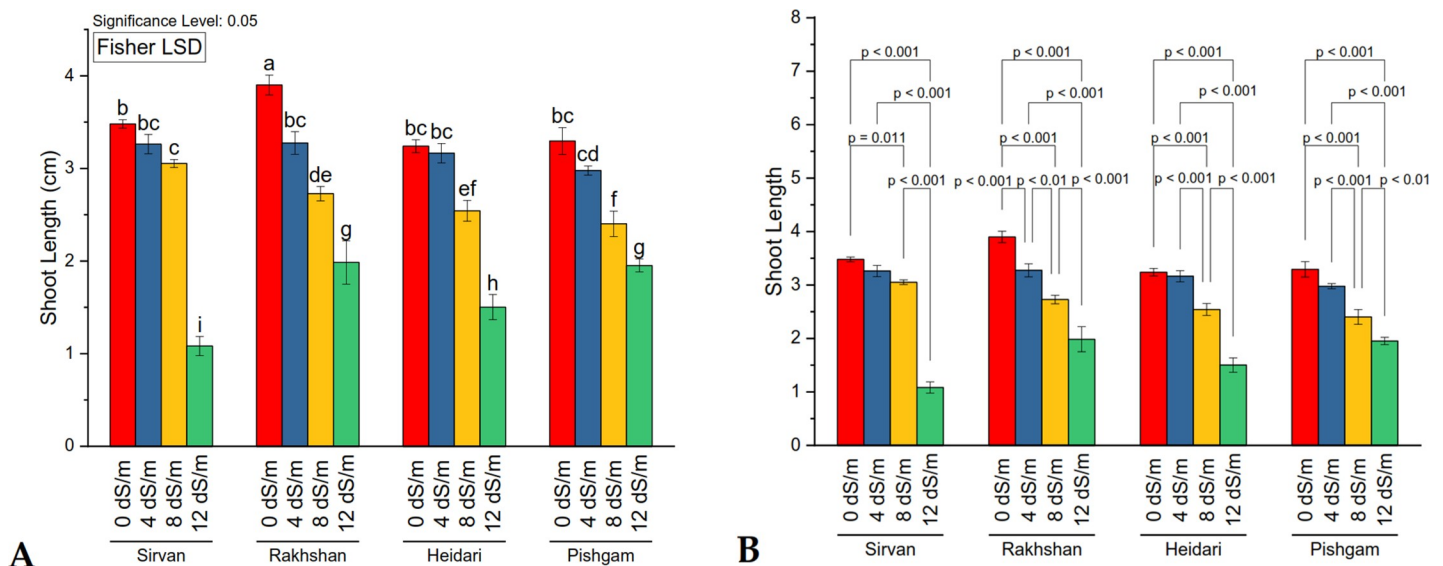 Significance Level: 0.05
Fisher LSD
Shoot Length (cm)
4
3
2
1
0
b
bc
c
i
a
bc
de
g
bc
bc
ef
h
bc
cd
f
g
0 dS/m
4 dS/m
8 dS/m
12 dS/m
0 dS/m
4 dS/m
8 dS/m
12 dS/m
0 dS/m
4 dS/m
8 dS/m
12 dS/m
0 dS/m
4 dS/m
8 dS/m
12 dS/m
Sirvan Rakhshan Heidari Pishgam
A
Shoot Length
8
7
6
5
4
3
2
1
0
p < 0.001
p < 0.001
p = 0.011
p < 0.001
p < 0.001
p < 0.001
p < 0.001
p < 0.001 p < 0.01 p < 0.001
p < 0.001
p < 0.001
p < 0.001
p < 0.001 p < 0.001
p < 0.001
p < 0.001
p < 0.001
p < 0.001 p < 0.01
0 dS/m
4 dS/m
8 dS/m
12 dS/m
0 dS/m
4 dS/m
8 dS/m
12 dS/m
0 dS/m
4 dS/m
8 dS/m
12 dS/m
0 dS/m
4 dS/m
8 dS/m
12 dS/m
Sirvan Rakhshan Heidari Pishgam
B